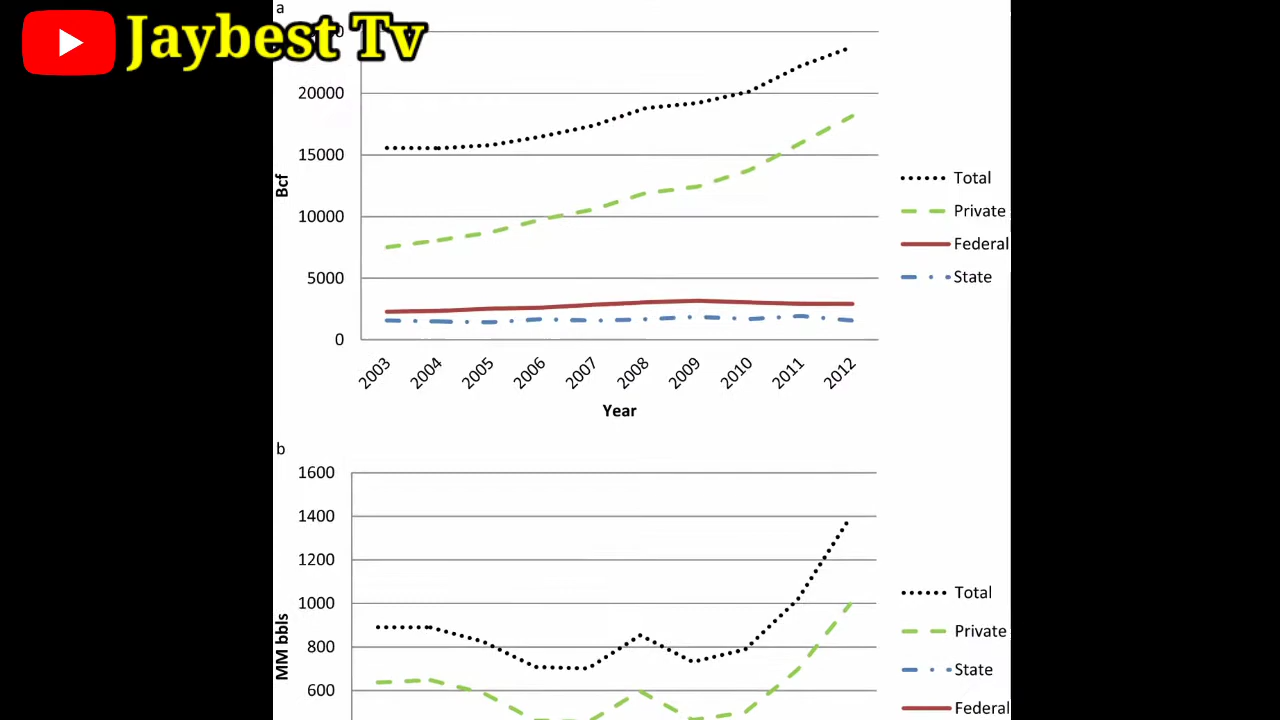 a
Jaybest Tv
20000
15000
10000
5000
0
Bcf
2003
2004
2005
2006
2007
2008
2009
2010
2011
2012
Year
Total
Private
Federal
State
b
1600
1400
1200
1000
800
600
MM bbls
Total
Private
State
Federal